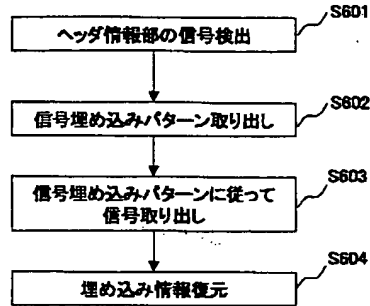 S601
ヘッダ情報部の信号検出
S602
信号埋め込みパターン取り出し
S603
信号埋め込みパターンに従って
信号取り出し
S604
埋め込み情報復元